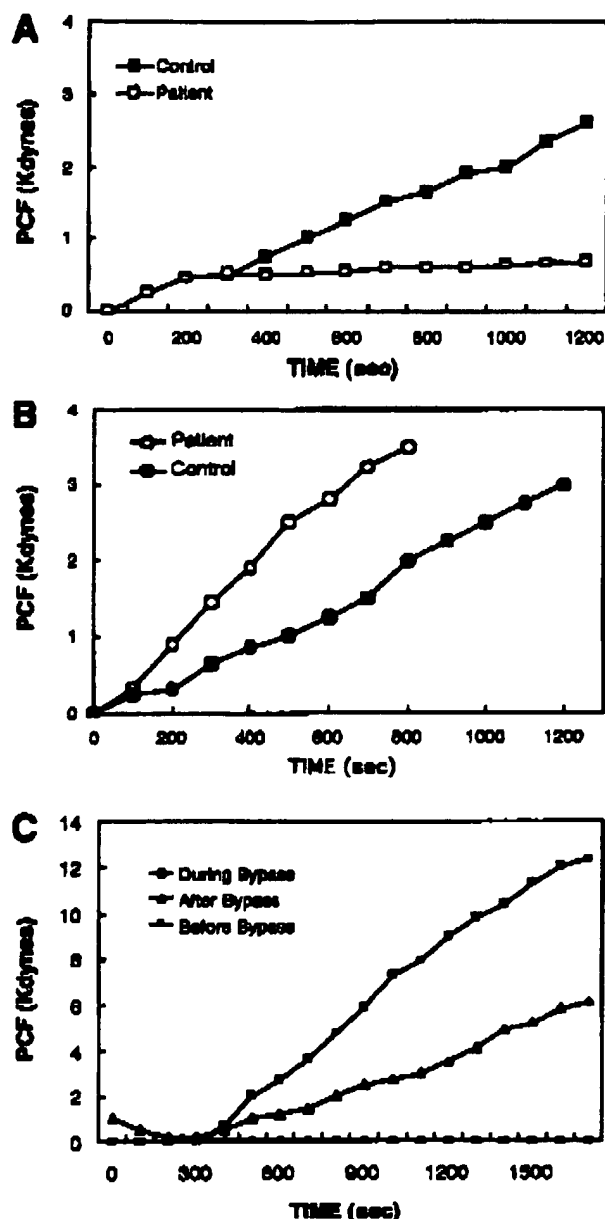 A
4
3
2
1
0
PCF (Kdynes)
Control
Patient
0 200 400 600 800 1000 1200
TIME (sec)
B
4
3
2
1
0
PCF (Kdynes)
Patient
Control
0 200 400 600 800 1000 1200
TIME (sec)
C
14
12
10
8
6
4
2
0
PCF (Kdynes)
During Bypass
After Bypass
Before Bypass
0 300 600 900 1200 1500
TIME (sec)